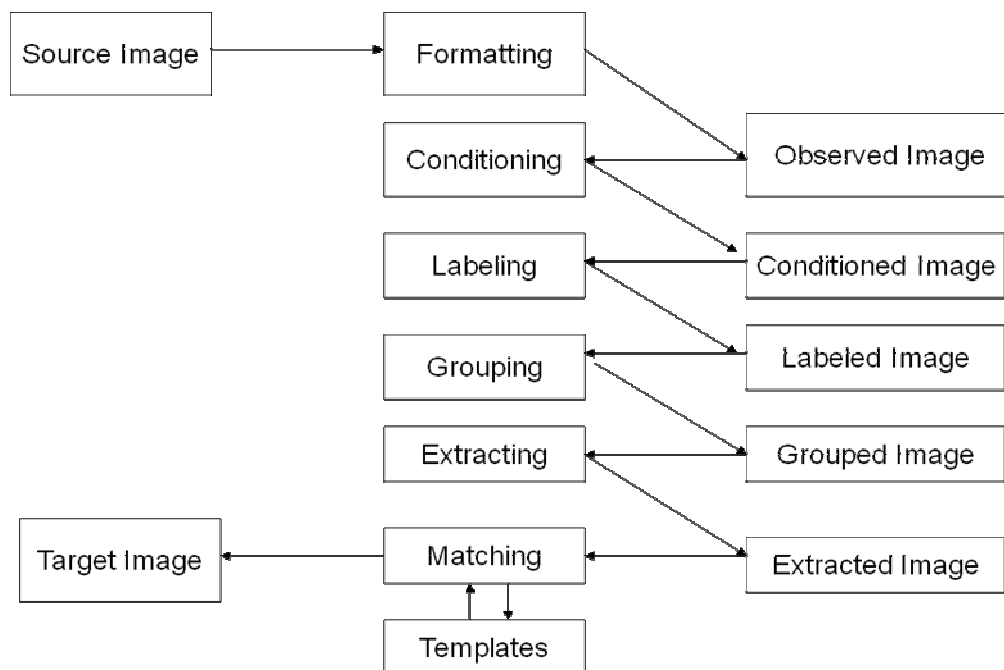 Source Image
Formatting
Conditioning
Observed Image
Labeling
Conditioned Image
Grouping
Labeled Image
Extracting
Grouped Image
Target Image
Matching
Extracted Image
Templates